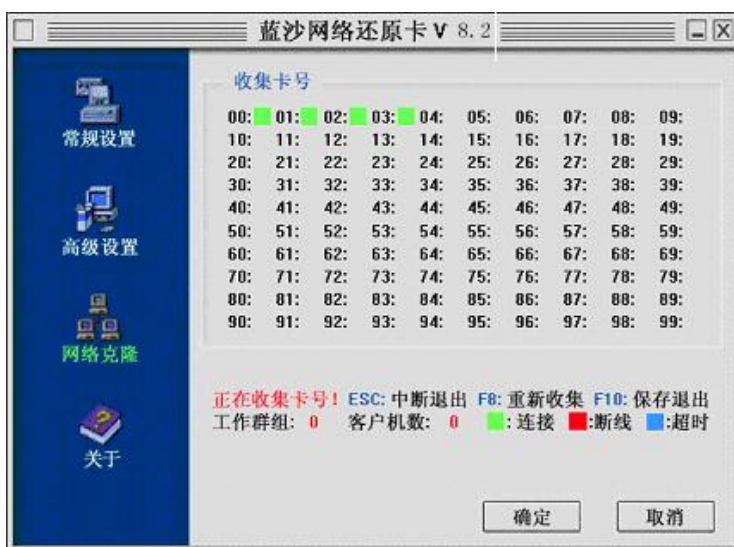 蓝沙网络还原卡 V 8.2
常规设置
高级设置
网络克隆
关于
收集卡号
00: 01: 02: 03: 04: 05: 06: 07: 08: 09:
10: 11: 12: 13: 14: 15: 16: 17: 18: 19:
20: 21: 22: 23: 24: 25: 26: 27: 28: 29:
30: 31: 32: 33: 34: 35: 36: 37: 38: 39:
40: 41: 42: 43: 44: 45: 46: 47: 48: 49:
50: 51: 52: 53: 54: 55: 56: 57: 58: 59:
60: 61: 62: 63: 64: 65: 66: 67: 68: 69:
70: 71: 72: 73: 74: 75: 76: 77: 78: 79:
80: 81: 82: 83: 84: 85: 86: 87: 88: 89:
90: 91: 92: 93: 94: 95: 96: 97: 98: 99:
正在收集卡号! ESC: 中断退出 F8: 重新收集 F10: 保存退出
工作群组: 0 客户机数: 0 : 连接 :断线 :超时
确定 取消